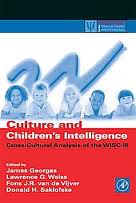 PROFESSIONAL
Culture and
Children's Intelligence
Cross-Cultural Analysis of the WISC-III
Edited by
James Georgas
Lawrence G. Weiss
Fons J.R. van de Vijver
Donald H. Saklofske